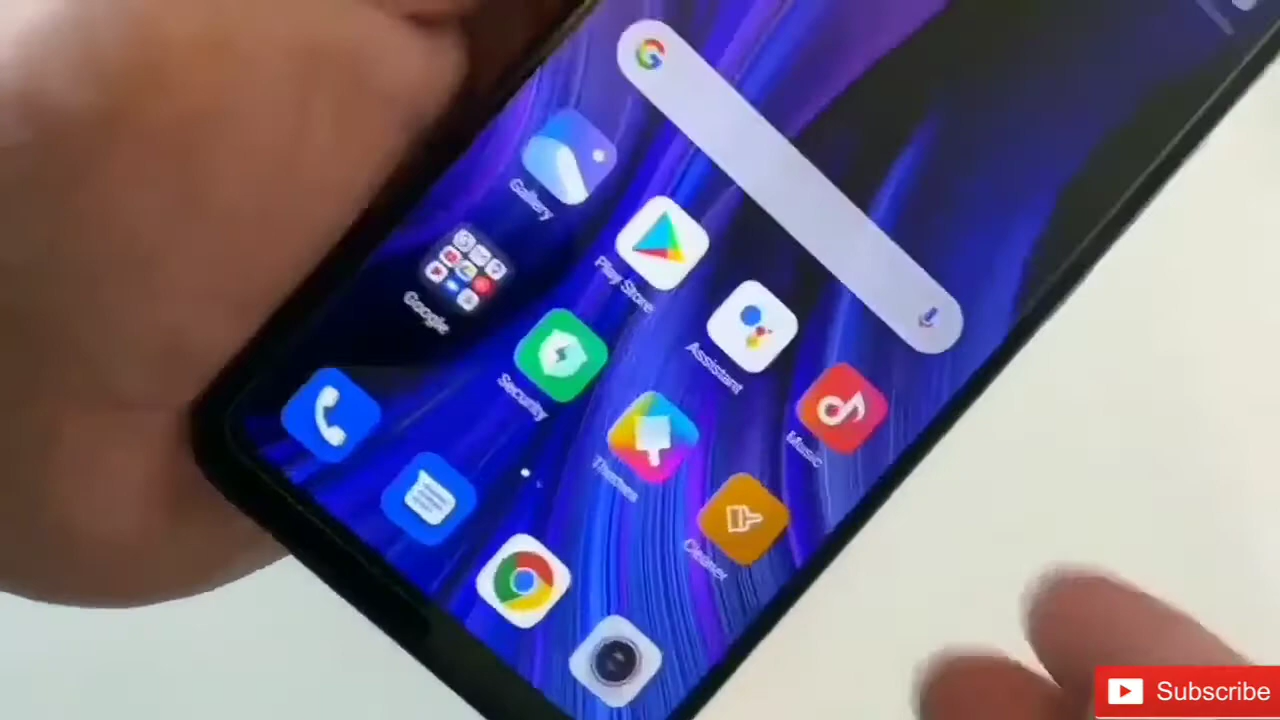 Gallery
Play Store
Assistant
Music
Google
Security
Themes
Cleaner
Subscribe